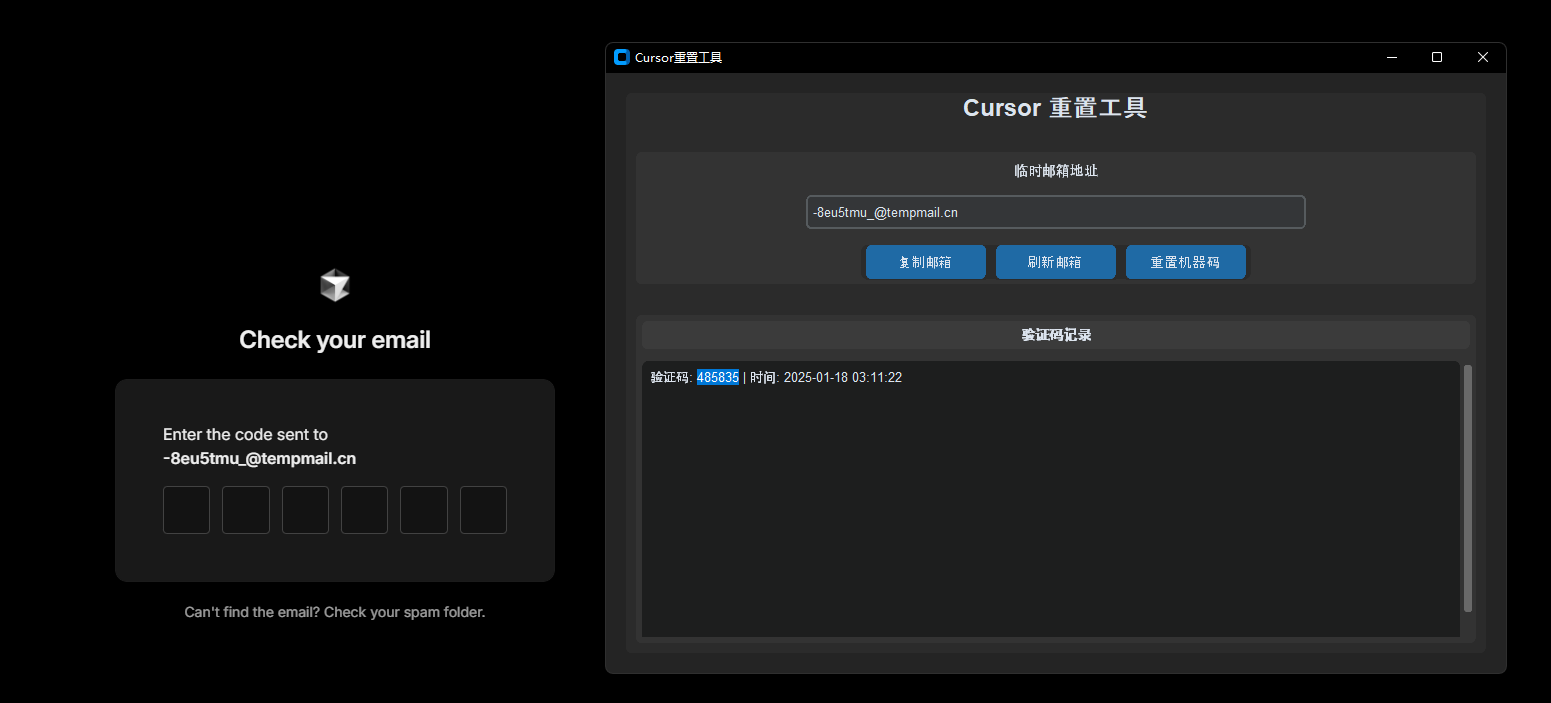 Check your email
Enter the code sent to
-8eu5tmu_@tempmail.cn
Can't find the email? Check your spam folder.
Cursor重置工具
Cursor 重置工具
临时邮箱地址
-8eu5tmu_@tempmail.cn
复制邮箱 刷新邮箱 重置机器码
验证码记录
验证码: 485835 | 时间: 2025-01-18 03:11:22